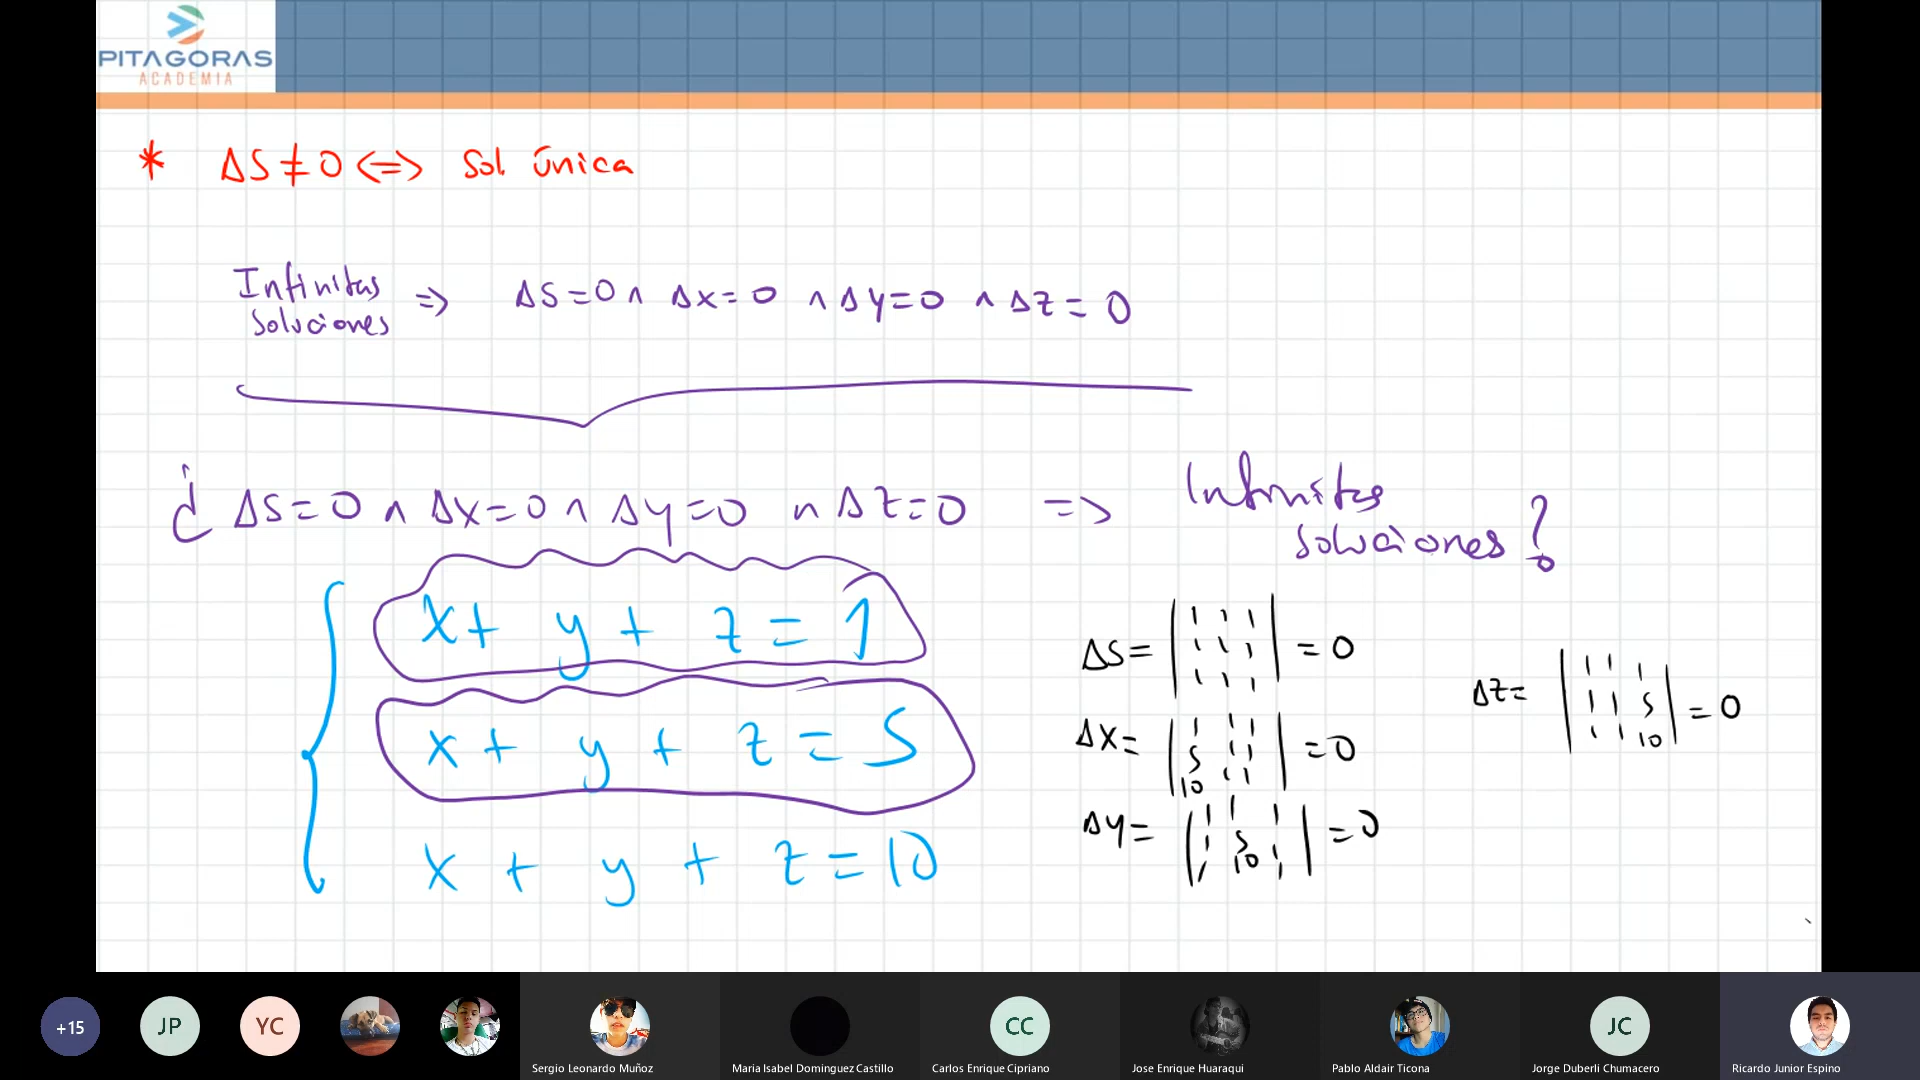 PITAGORAS
ACADEMIA
* ΔS ≠ 0 <=> Sol única
Infinitas
Soluciones => ΔS=0 ∧ Δx=0 ∧ Δy=0 ∧ Δz=0
¿ ΔS=0 ∧ Δx=0 ∧ Δy=0 ∧ Δz=0 => Infinitas
Soluciones?
x + y + z = 1
x + y + z = 5
x + y + z = 10
ΔS= | 1 1 1 |
| 1 1 1 | = 0
| 1 1 1 |
Δx= | 1 1 1 |
| 5 1 1 | = 0
| 10 1 1 |
Δy= | 1 1 1 |
| 1 5 1 | = 0
| 1 10 1 |
Δz= | 1 1 1 |
| 1 1 5 | = 0
| 1 1 10 |
+15
JP
YC
CC
JC
Sergio Leonardo Muñoz
Maria Isabel Dominguez Castillo
Carlos Enrique Cipriano
Jose Enrique Huaraqui
Pablo Aldair Ticona
Jorge Duberli Chumacero
Ricardo Junior Espino